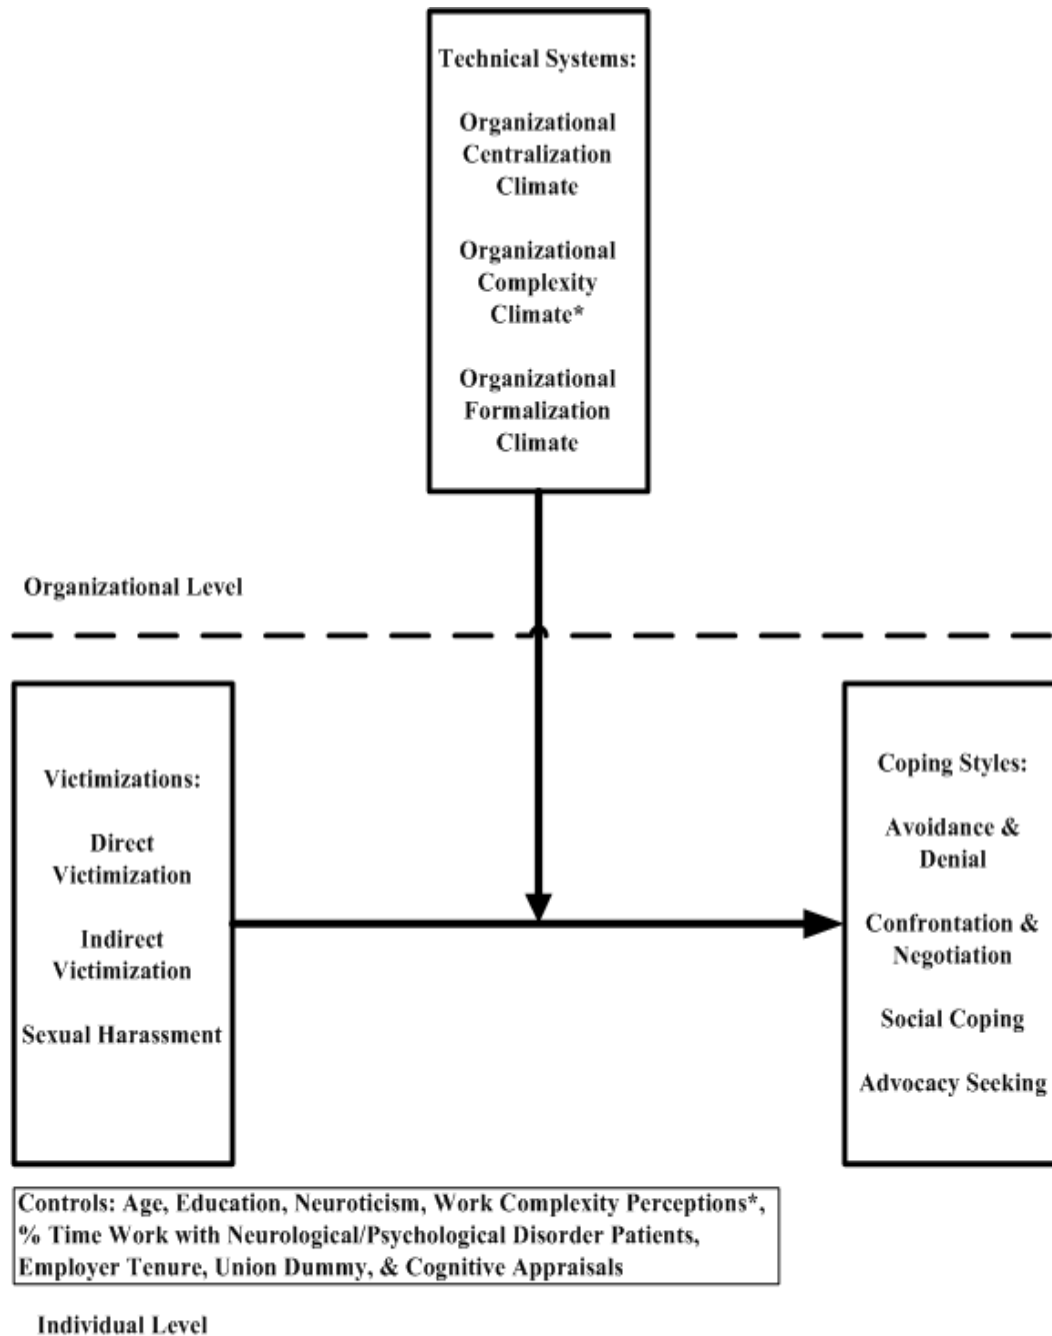 Technical Systems:
Organizational
Centralization
Climate
Organizational
Complexity
Climate*
Organizational
Formalization
Climate
Organizational Level
Victimizations:
Direct
Victimization
Indirect
Victimization
Sexual Harassment
Coping Styles:
Avoidance &
Denial
Confrontation &
Negotiation
Social Coping
Advocacy Seeking
Controls: Age, Education, Neuroticism, Work Complexity Perceptions*,
% Time Work with Neurological/Psychological Disorder Patients,
Employer Tenure, Union Dummy, & Cognitive Appraisals
Individual Level